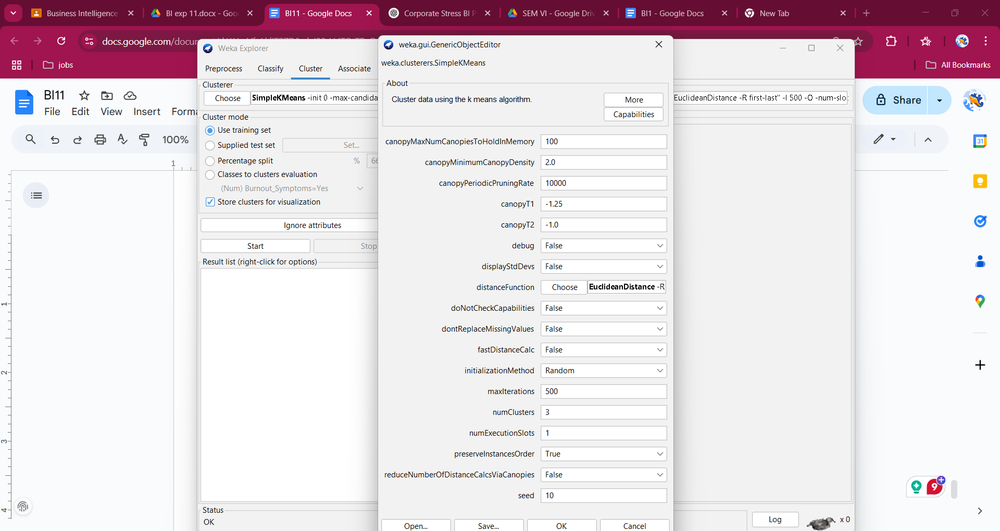 Business Intelligence
BI exp 11.docx - Goo
BI11 - Google Docs
Corporate Stress BI P
SEM VI - Google Driv
BI1 - Google Docs
New Tab
docs.google.com/docum
jobs
All Bookmarks
BI11
File Edit View Insert Forma
Share
100%
1
31
1
2
3
4
9
Weka Explorer
Preprocess Classify Cluster Associate
Clusterer
Choose SimpleKMeans -init 0 -max-candida
EuclideanDistance -R first-last" -I 500 -O -num-slo
Cluster mode
Use training set
Supplied test set Set...
Percentage split % 66
Classes to clusters evaluation
(Num) Burnout_Symptoms=Yes
Store clusters for visualization
Ignore attributes
Start Stop
Result list (right-click for options)
Status
OK
Log x 0
weka.gui.GenericObjectEditor
weka.clusterers.SimpleKMeans
About
Cluster data using the k means algorithm.
More
Capabilities
canopyMaxNumCanopiesToHoldInMemory 100
canopyMinimumCanopyDensity 2.0
canopyPeriodicPruningRate 10000
canopyT1 -1.25
canopyT2 -1.0
debug False
displayStdDevs False
distanceFunction Choose EuclideanDistance -R
doNotCheckCapabilities False
dontReplaceMissingValues False
fastDistanceCalc False
initializationMethod Random
maxIterations 500
numClusters 3
numExecutionSlots 1
preserveInstancesOrder True
reduceNumberOfDistanceCalcsViaCanopies False
seed 10
Open... Save... OK Cancel